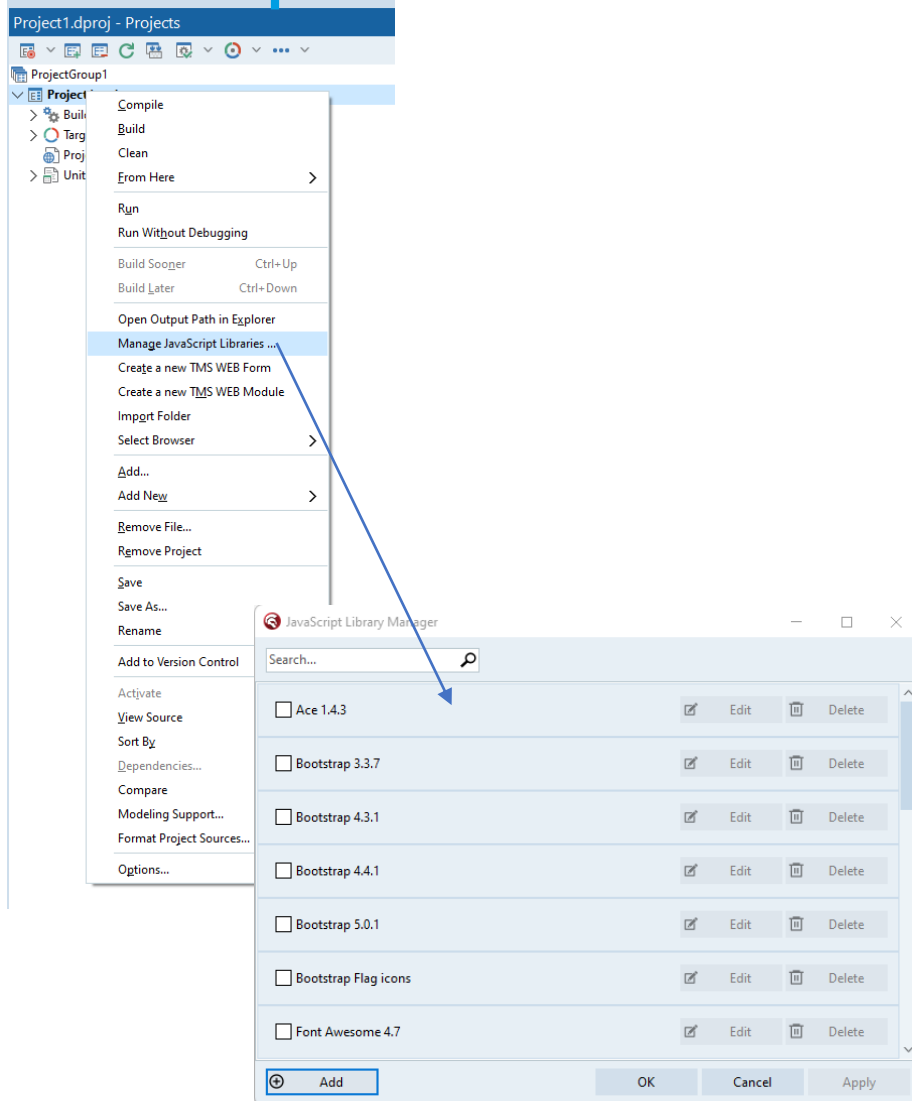 Project1.dproj - Projects
ProjectGroup1
Project
Buil
Targ
Proj
Unit
Compile
Build
Clean
From Here
Run
Run Without Debugging
Build Sooner Ctrl+Up
Build Later Ctrl+Down
Open Output Path in Explorer
Manage JavaScript Libraries ...
Create a new TMS WEB Form
Create a new TMS WEB Module
Import Folder
Select Browser
Add...
Add New
Remove File...
Remove Project
Save
Save As...
Rename
Add to Version Control
Activate
View Source
Sort By
Dependencies...
Compare
Modeling Support...
Format Project Sources...
Options...
JavaScript Library Manager
Search...
Ace 1.4.3 Edit Delete
Bootstrap 3.3.7 Edit Delete
Bootstrap 4.3.1 Edit Delete
Bootstrap 4.4.1 Edit Delete
Bootstrap 5.0.1 Edit Delete
Bootstrap Flag icons Edit Delete
Font Awesome 4.7 Edit Delete
Add OK Cancel Apply